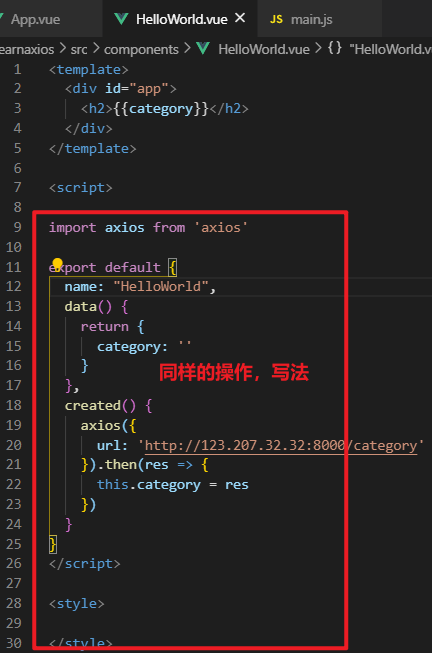 App.vue HelloWorld.vue × JS main.js
earnaxios > src > components > HelloWorld.vue > {} "HelloWorld.v
1 <template>
2 <div id="app">
3 <h2>{{category}}</h2>
4 </div>
5 </template>
6
7 <script>
8
9 import axios from 'axios'
10
11 export default {
12 name: "HelloWorld",
13 data() {
14 return {
15 category: ''
16 }
同样的操作，写法
17 },
18 created() {
19 axios({
20 url: 'http://123.207.32.32:8000/category'
21 }).then(res => {
22 this.category = res
23 })
24 }
25 }
26 </script>
27
28 <style>
29
30 </style>